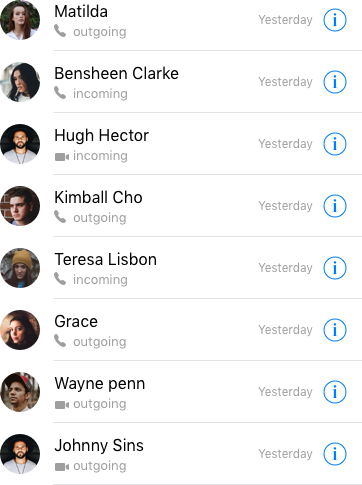 Matilda
outgoing
Yesterday
Bensheen Clarke
incoming
Yesterday
Hugh Hector
incoming
Yesterday
Kimball Cho
outgoing
Yesterday
Teresa Lisbon
incoming
Yesterday
Grace
outgoing
Yesterday
Wayne penn
outgoing
Yesterday
Johnny Sins
outgoing
Yesterday